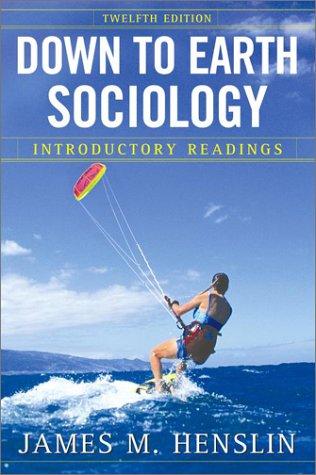 TWELFTH EDITION
DOWN TO EARTH
SOCIOLOGY
INTRODUCTORY READINGS
JAMES M. HENSLIN